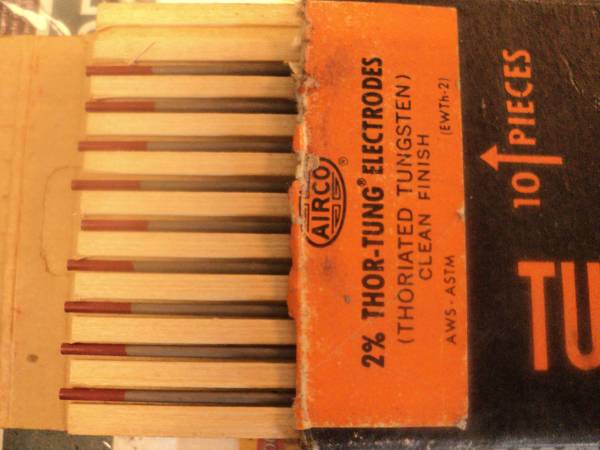 AIRCO ®
2% THOR-TUNG® ELECTRODES
(THORIATED TUNGSTEN)
CLEAN FINISH
AWS-ASTM (EWTh-2)
10 PIECES
TU